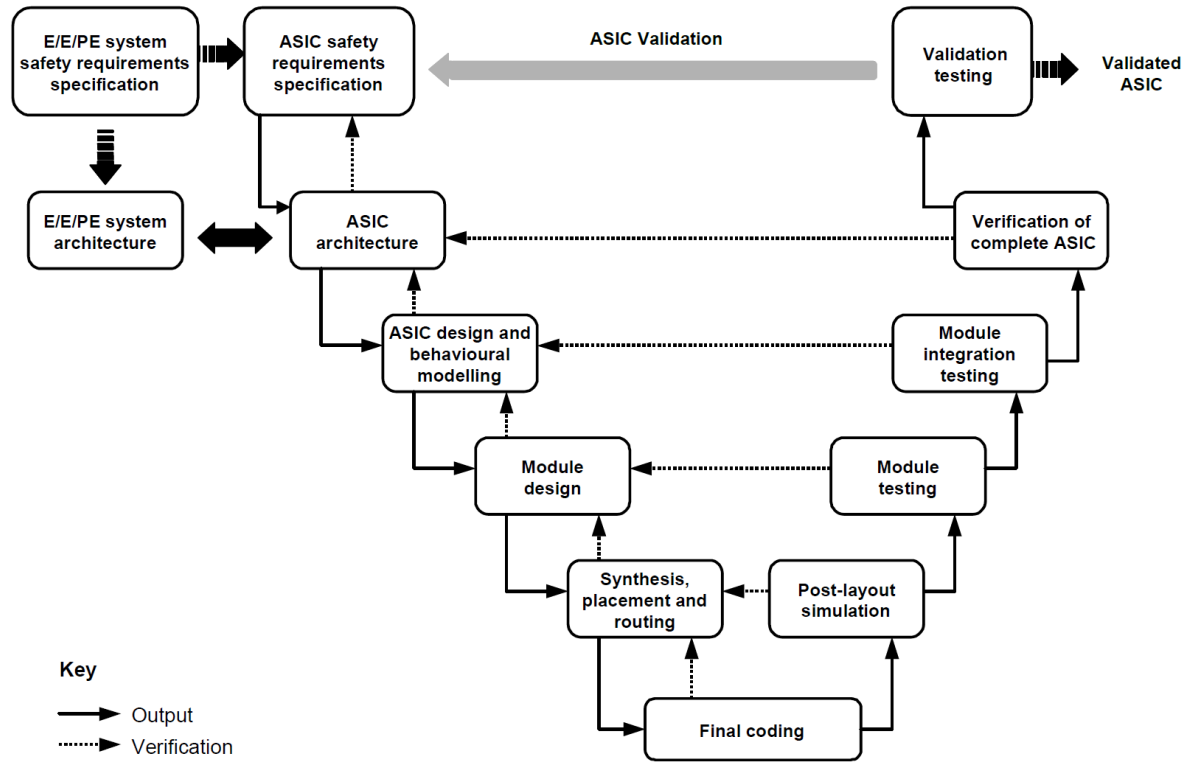 E/E/PE system
safety requirements
specification
ASIC safety
requirements
specification
ASIC Validation
Validation
testing
Validated
ASIC
E/E/PE system
architecture
ASIC
architecture
Verification of
complete ASIC
ASIC design and
behavioural
modelling
Module
integration
testing
Module
design
Module
testing
Synthesis,
placement and
routing
Post-layout
simulation
Final coding
Key
Output
Verification